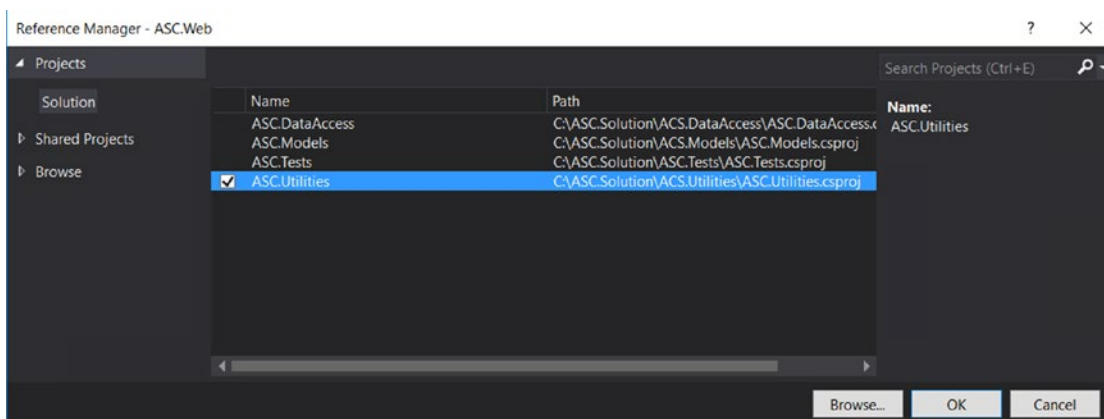 Reference Manager - ASC.Web
Projects
Solution
Shared Projects
Browse
Search Projects (Ctrl+E)
Name Path
ASC.DataAccess C:\ASC.Solution\ACS.DataAccess\ASC.DataAccess.c
ASC.Models C:\ASC.Solution\ACS.Models\ASC.Models.csproj
ASC.Tests C:\ASC.Solution\ASC.Tests\ASC.Tests.csproj
ASC.Utilities C:\ASC.Solution\ACS.Utilities\ASC.Utilities.csproj
Name:
ASC.Utilities
Browse... OK Cancel